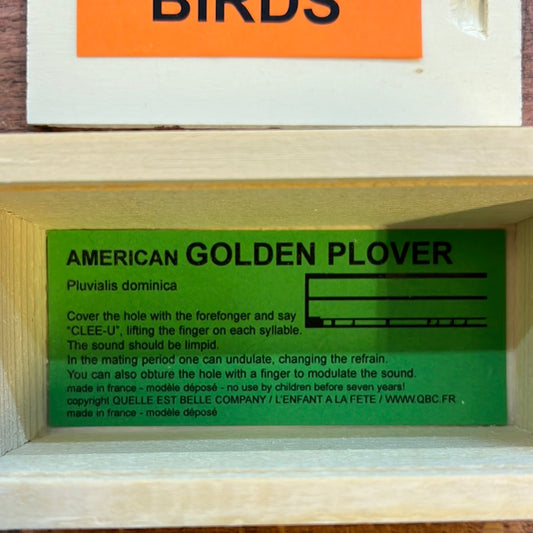 BIRDS
AMERICAN GOLDEN PLOVER
Pluvialis dominica
Cover the hole with the forefonger and say
"CLEE-U", lifting the finger on each syllable.
The sound should be limpid.
In the mating period one can undulate, changing the refrain.
You can also obture the hole with a finger to modulate the sound.
made in france - modèle déposé - no use by children before seven years!
copyright QUELLE EST BELLE COMPANY / L'ENFANT A LA FETE / WWW.QBC.FR
made in france - modèle déposé